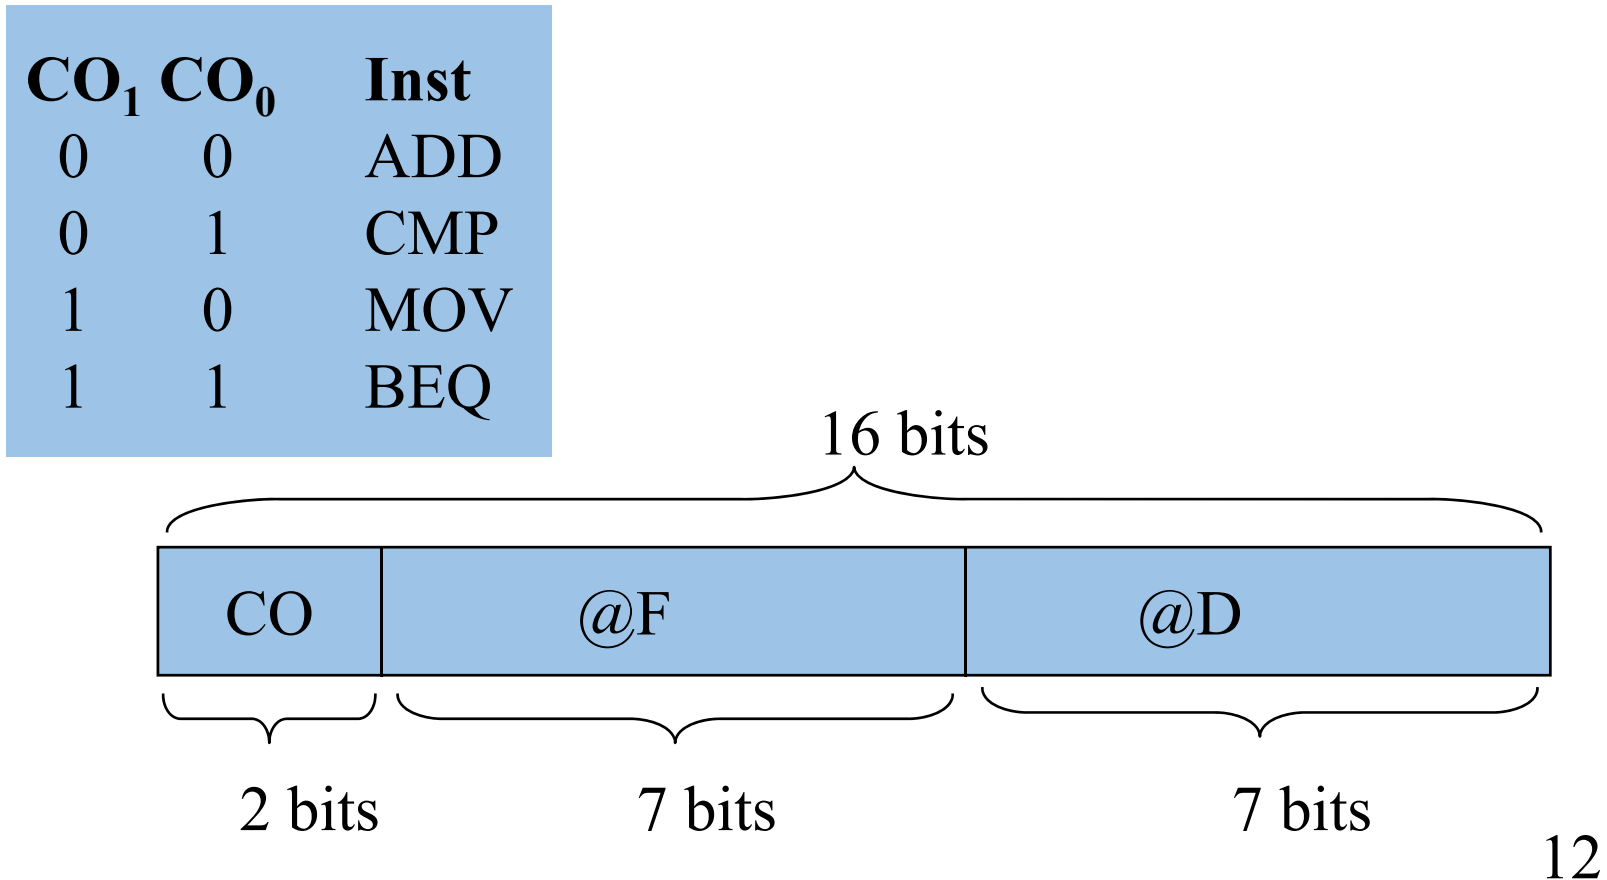 CO₁ CO₀ Inst
0 0 ADD
0 1 CMP
1 0 MOV
1 1 BEQ
16 bits
CO @F @D
2 bits 7 bits 7 bits
12